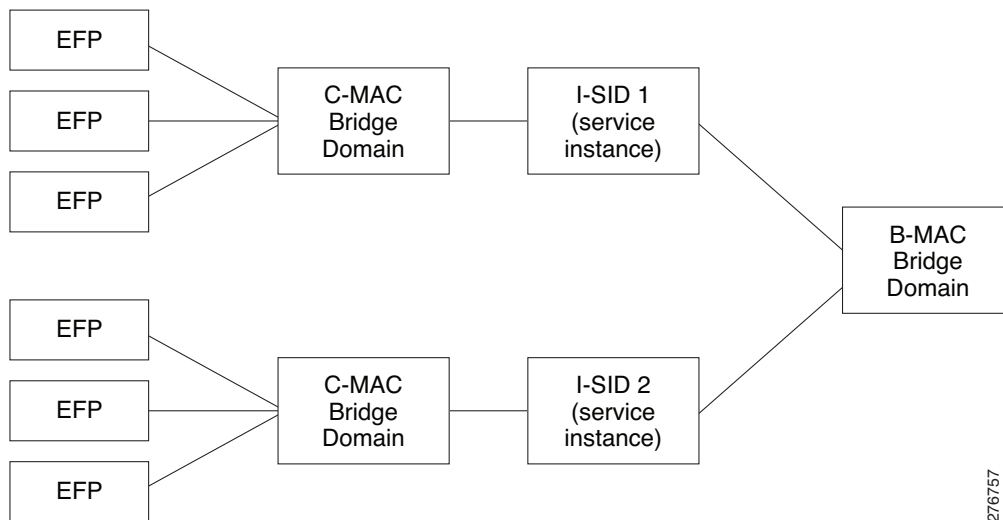 EFP
EFP
EFP
C-MAC
Bridge
Domain
I-SID 1
(service
instance)
B-MAC
Bridge
Domain
EFP
EFP
EFP
C-MAC
Bridge
Domain
I-SID 2
(service
instance)
276757